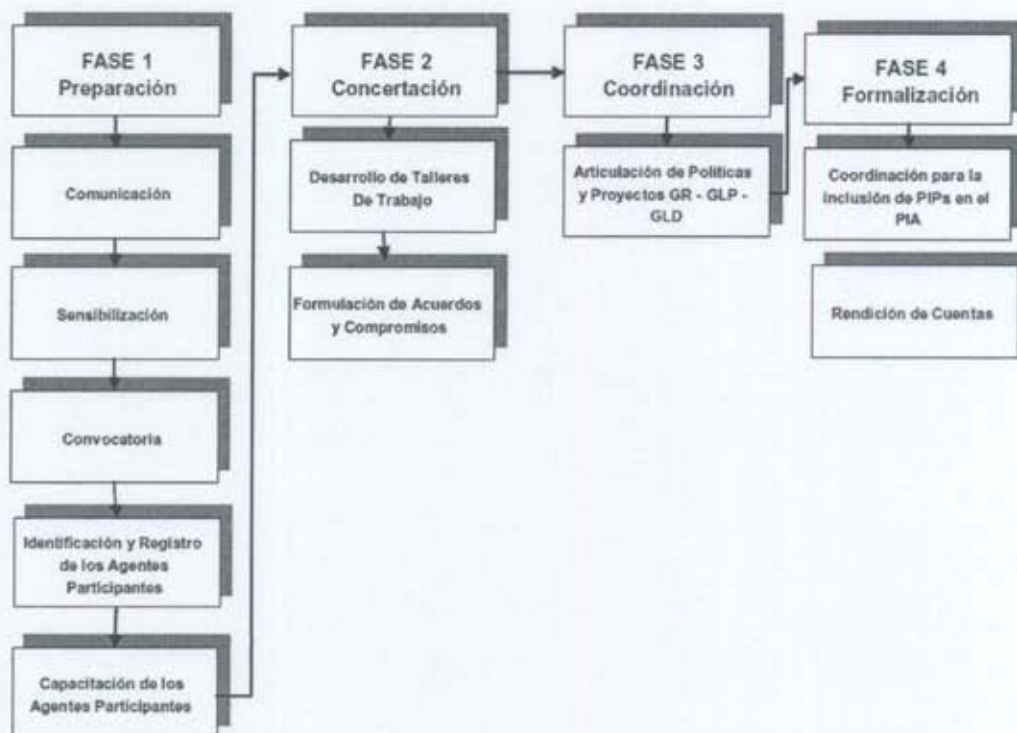 FASE 1
Preparación
Comunicación
Sensibilización
Convocatoria
Identificación y Registro
de los Agentes
Participantes
Capacitación de los
Agentes Participantes
FASE 2
Concertación
Desarrollo de Talleres
De Trabajo
Formulación de Acuerdos
y Compromisos
FASE 3
Coordinación
Articulación de Políticas
y Proyectos GR - GLP -
GLD
FASE 4
Formalización
Coordinación para la
inclusión de PIPs en el
PIA
Rendición de Cuentas